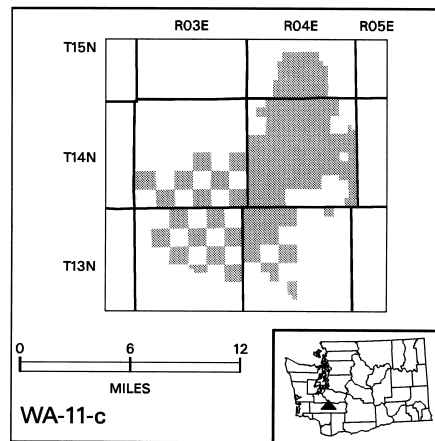 R03E R04E R05E
T15N
T14N
T13N
0 6 12
MILES
WA-11-c